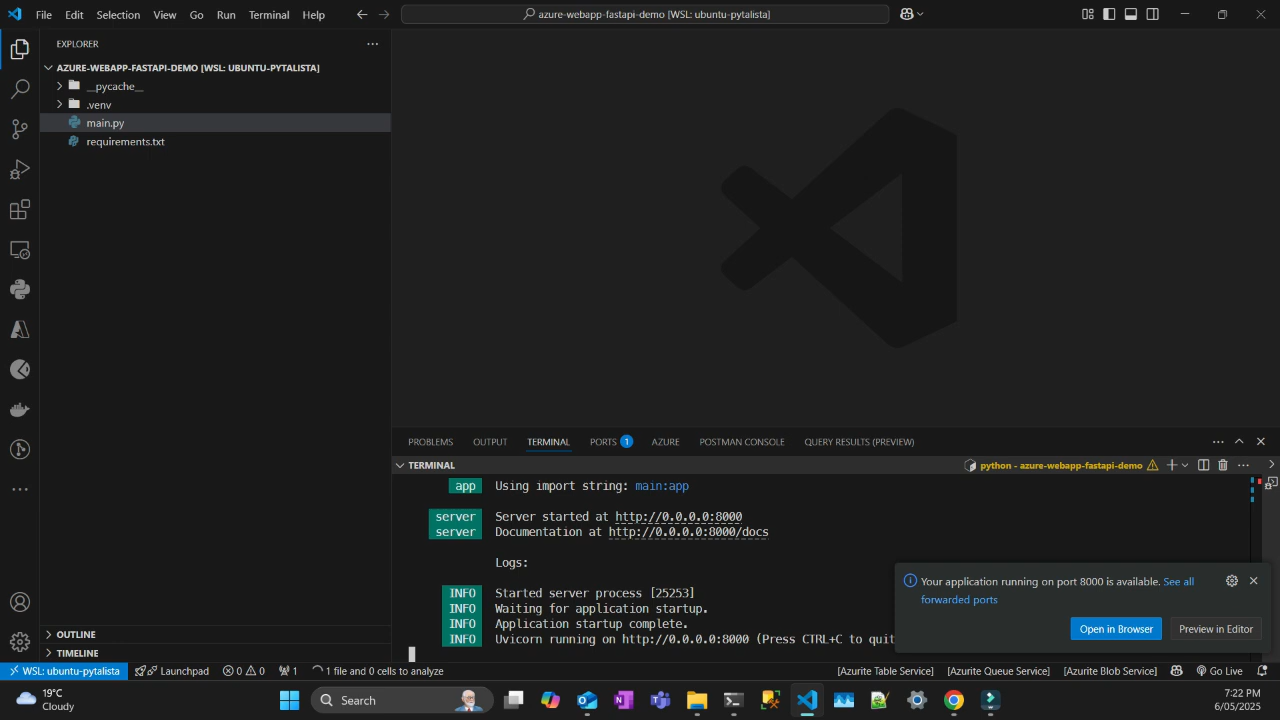 File Edit Selection View Go Run Terminal Help
azure-webapp-fastapi-demo [WSL: ubuntu-pytalista]
EXPLORER
AZURE-WEBAPP-FASTAPI-DEMO [WSL: UBUNTU-PYTALISTA]
__pycache__
.venv
main.py
requirements.txt
OUTLINE
TIMELINE
PROBLEMS OUTPUT TERMINAL PORTS 1 AZURE POSTMAN CONSOLE QUERY RESULTS (PREVIEW)
TERMINAL
python - azure-webapp-fastapi-demo
app Using import string: main:app
server Server started at http://0.0.0.0:8000
server Documentation at http://0.0.0.0:8000/docs
Logs:
INFO Started server process [25253]
INFO Waiting for application startup.
INFO Application startup complete.
INFO Uvicorn running on http://0.0.0.0:8000 (Press CTRL+C to quit
Your application running on port 8000 is available. See all
forwarded ports
Open in Browser Preview in Editor
WSL: ubuntu-pytalista Launchpad 0 0 1 1 file and 0 cells to analyze [Azurite Table Service] [Azurite Queue Service] [Azurite Blob Service] Go Live
19°C
Cloudy
Search
7:22 PM
6/05/2025